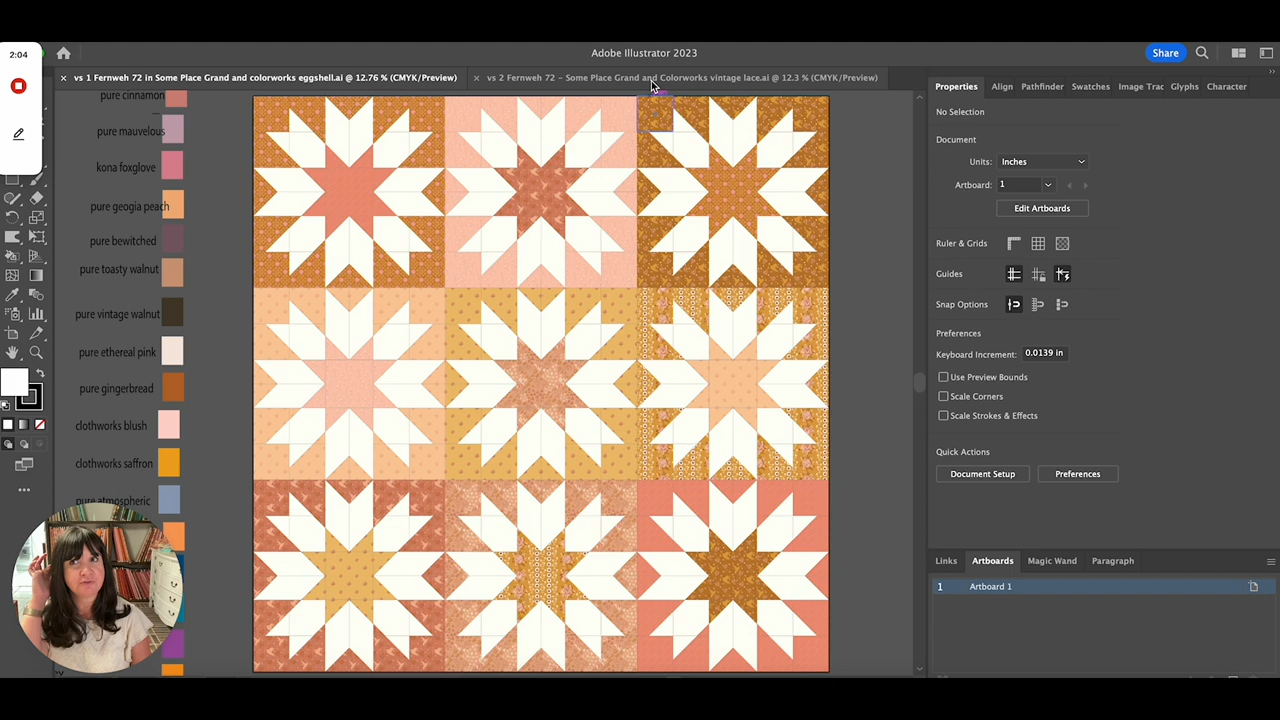 2:04
Adobe Illustrator 2023
Share
× vs 1 Fernweh 72 in Some Place Grand and colorworks eggshell.ai @ 12.76 % (CMYK/Preview)
× vs 2 Fernweh 72 - Some Place Grand and Colorworks vintage lace.ai @ 12.3 % (CMYK/Preview)
pure cinnamon
pure mauvelous
kona foxglove
pure geogia peach
pure bewitched
pure toasty walnut
pure vintage walnut
pure ethereal pink
pure gingerbread
clothworks blush
clothworks saffron
pure atmospheric
Properties Align Pathfinder Swatches Image Trac Glyphs Character
No Selection
Document
Units: Inches
Artboard: 1
Edit Artboards
Ruler & Grids
Guides
Snap Options
Preferences
Keyboard Increment: 0.0139 in
Use Preview Bounds
Scale Corners
Scale Strokes & Effects
Quick Actions
Document Setup Preferences
Links Artboards Magic Wand Paragraph
1 Artboard 1